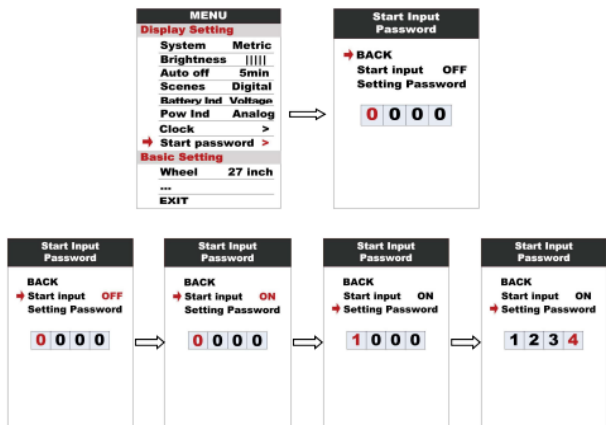 MENU
Display Setting
System Metric
Brightness |||||
Auto off 5min
Scenes Digital
Battery Ind Voltage
Pow Ind Analog
Clock >
Start password >
Basic Setting
Wheel 27 inch
---
EXIT
Start Input
Password
BACK
Start input OFF
Setting Password
0 0 0 0
Start Input
Password
BACK
Start input OFF
Setting Password
0 0 0 0
Start Input
Password
BACK
Start input ON
Setting Password
0 0 0 0
Start Input
Password
BACK
Start input ON
Setting Password
1 0 0 0
Start Input
Password
BACK
Start input ON
Setting Password
1 2 3 4